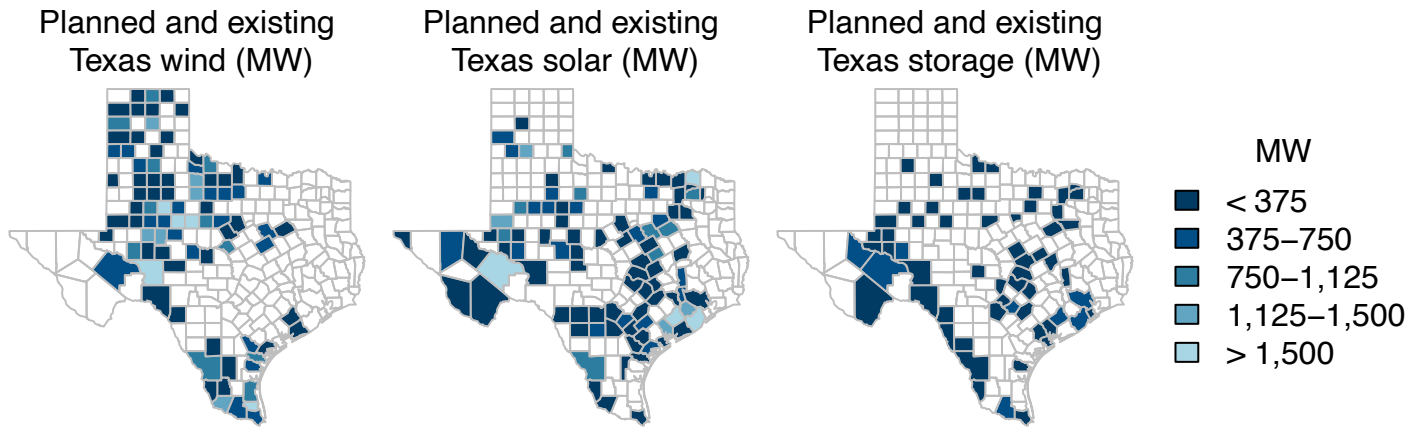 Planned and existing
Texas wind (MW)
Planned and existing
Texas solar (MW)
Planned and existing
Texas storage (MW)
MW
< 375
375–750
750–1,125
1,125–1,500
> 1,500